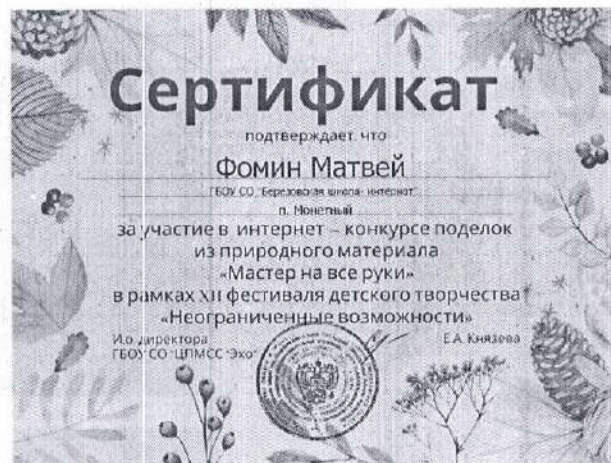 Сертификат
подтверждает, что
Фомин Матвей
ГБОУ СО "Березовская школа- интернат"
п. Монетный
за участие в интернет – конкурсе поделок
из природного материала
«Мастер на все руки»
в рамках XII фестиваля детского творчества
«Неограниченные возможности»
И.о. директора
ГБОУ СО "ЦПМСС "Эхо"
Е.А. Князева